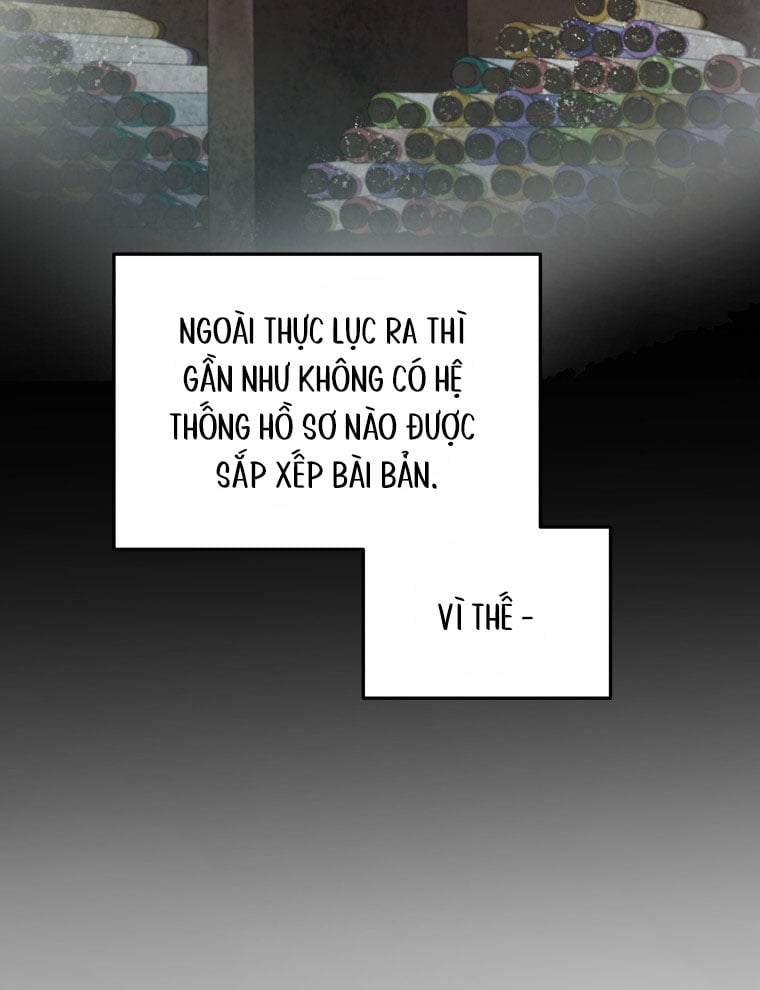 NGOÀI THỰC LỤC RA THÌ
GẦN NHƯ KHÔNG CÓ HỆ
THỐNG HỒ SƠ NÀO ĐƯỢC
SẮP XẾP BÀI BẢN.
VÌ THẾ -